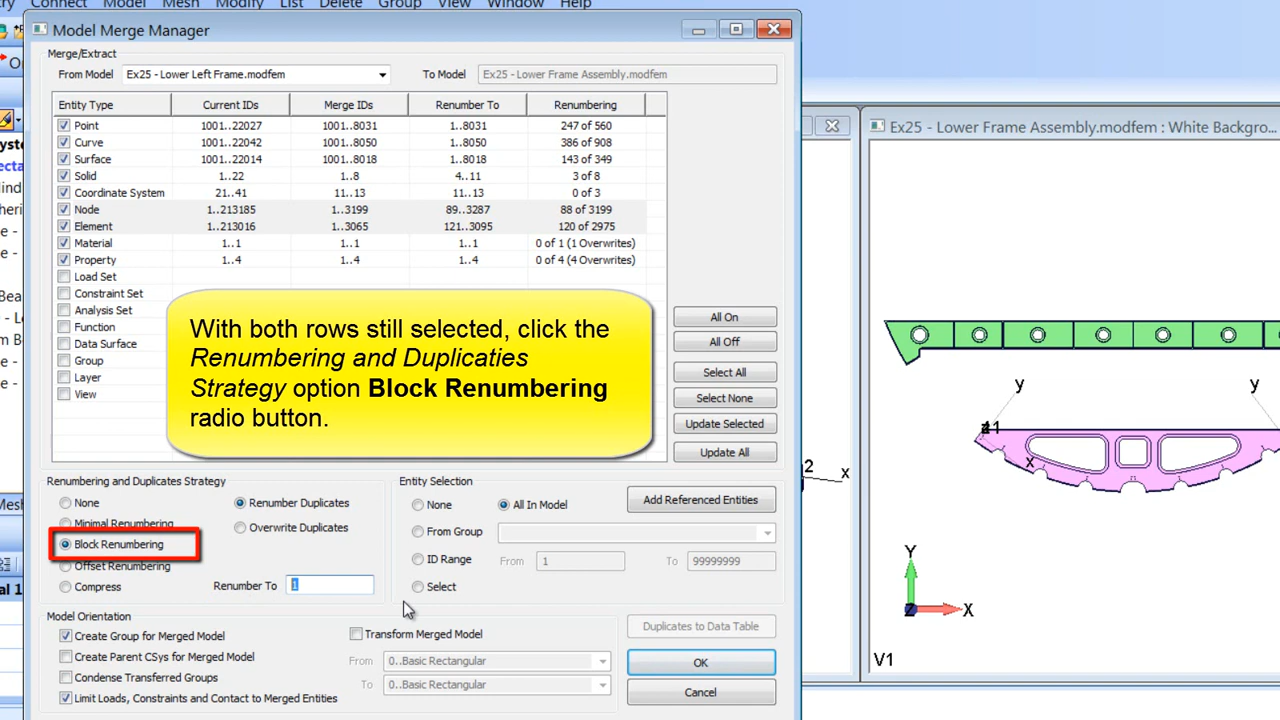 Connect Model Mesh Modify List Delete Group View Window Help
Model Merge Manager
Merge/Extract
From Model Ex25 - Lower Left Frame.modfem To Model Ex25 - Lower Frame Assembly.modfem
Entity Type Current IDs Merge IDs Renumber To Renumbering
Point 1001..22027 1001..8031 1..8031 247 of 560
Curve 1001..22042 1001..8050 1..8050 386 of 908
Surface 1001..22014 1001..8018 1..8018 143 of 349
Solid 1..22 1..8 4..11 3 of 8
Coordinate System 21..41 11..13 11..13 0 of 3
Node 1..213185 1..3199 89..3287 88 of 3199
Element 1..213016 1..3065 121..3095 120 of 2975
Material 1..1 1..1 1..1 0 of 1 (1 Overwrites)
Property 1..4 1..4 1..4 0 of 4 (4 Overwrites)
Load Set
Constraint Set
Analysis Set
Function
Data Surface
Group
Layer
View
With both rows still selected, click the
Renumbering and Duplicaties
Strategy option Block Renumbering
radio button.
All On
All Off
Select All
Select None
Update Selected
Update All
Renumbering and Duplicates Strategy
None
Minimal Renumbering
Block Renumbering
Offset Renumbering
Compress
Renumber Duplicates
Overwrite Duplicates
Renumber To 1
Entity Selection
None All In Model Add Referenced Entities
From Group
ID Range From 1 To 99999999
Select
Model Orientation
Create Group for Merged Model
Create Parent CSys for Merged Model
Condense Transferred Groups
Limit Loads, Constraints and Contact to Merged Entities
Transform Merged Model
From 0..Basic Rectangular
To 0..Basic Rectangular
Duplicates to Data Table
OK
Cancel
Ex25 - Lower Frame Assembly.modfem : White Backgro...
y y
x
2 x
Y
Z X
V1